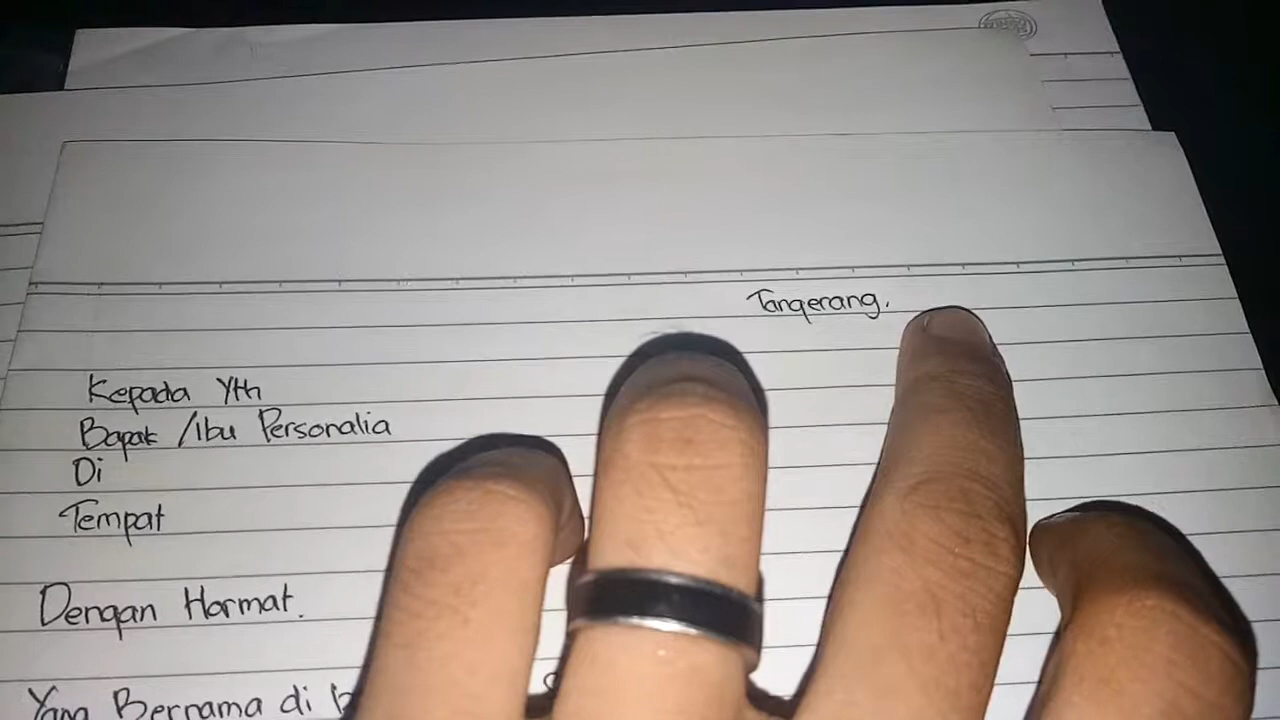 Tangerang.
Kepada Yth
Bapak /Ibu Personalia
Di
Tempat
Dengan Hormat.
Yang Bernama di